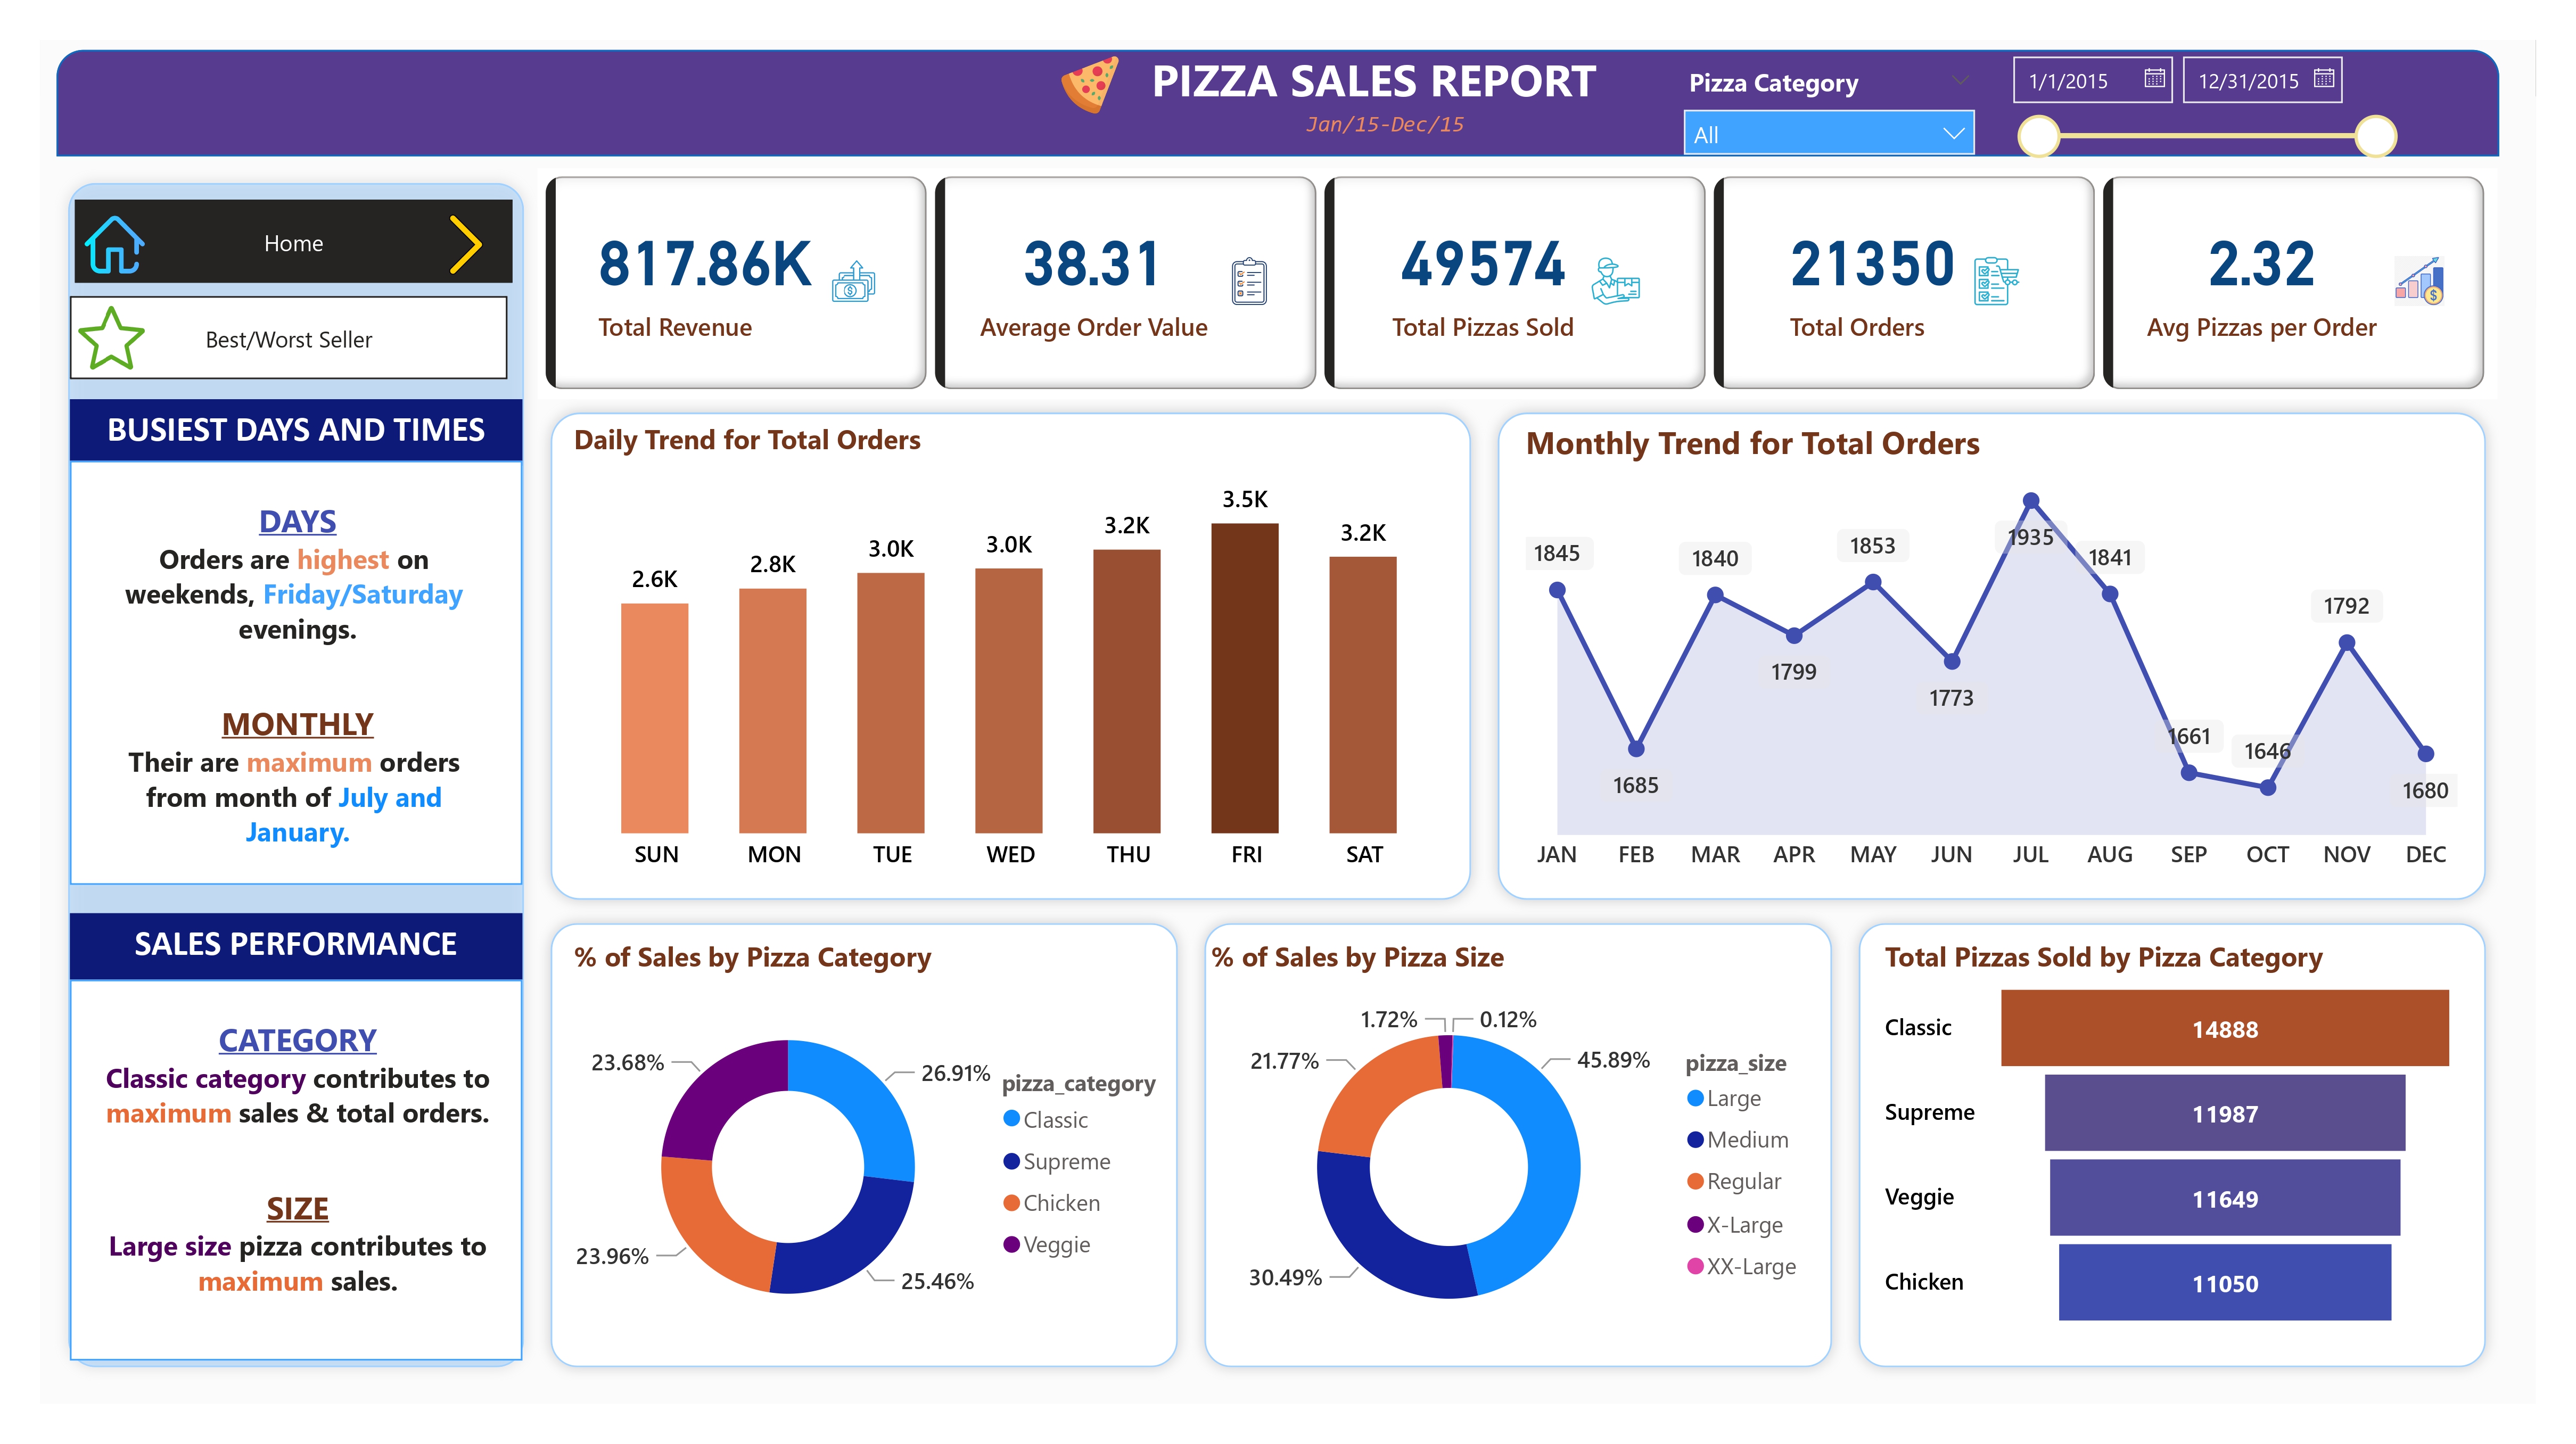 PIZZA SALES REPORT
Jan/15-Dec/15
Pizza Category
All
1/1/2015
12/31/2015
Home
Best/Worst Seller
817.86K
Total Revenue
38.31
Average Order Value
49574
Total Pizzas Sold
21350
Total Orders
2.32
Avg Pizzas per Order
BUSIEST DAYS AND TIMES
DAYS
Orders are highest on
weekends, Friday/Saturday
evenings.
MONTHLY
Their are maximum orders
from month of July and
January.
SALES PERFORMANCE
CATEGORY
Classic category contributes to
maximum sales & total orders.
SIZE
Large size pizza contributes to
maximum sales.
Daily Trend for Total Orders
2.6K
2.8K
3.0K
3.0K
3.2K
3.5K
3.2K
SUN MON TUE WED THU FRI SAT
Monthly Trend for Total Orders
1845
1685
1840
1799
1853
1773
1935
1841
1661
1646
1792
1680
JAN FEB MAR APR MAY JUN JUL AUG SEP OCT NOV DEC
% of Sales by Pizza Category
23.68%
26.91%
23.96%
25.46%
pizza_category
Classic
Supreme
Chicken
Veggie
% of Sales by Pizza Size
1.72%
0.12%
21.77%
45.89%
30.49%
pizza_size
Large
Medium
Regular
X-Large
XX-Large
Total Pizzas Sold by Pizza Category
Classic 14888
Supreme 11987
Veggie 11649
Chicken 11050